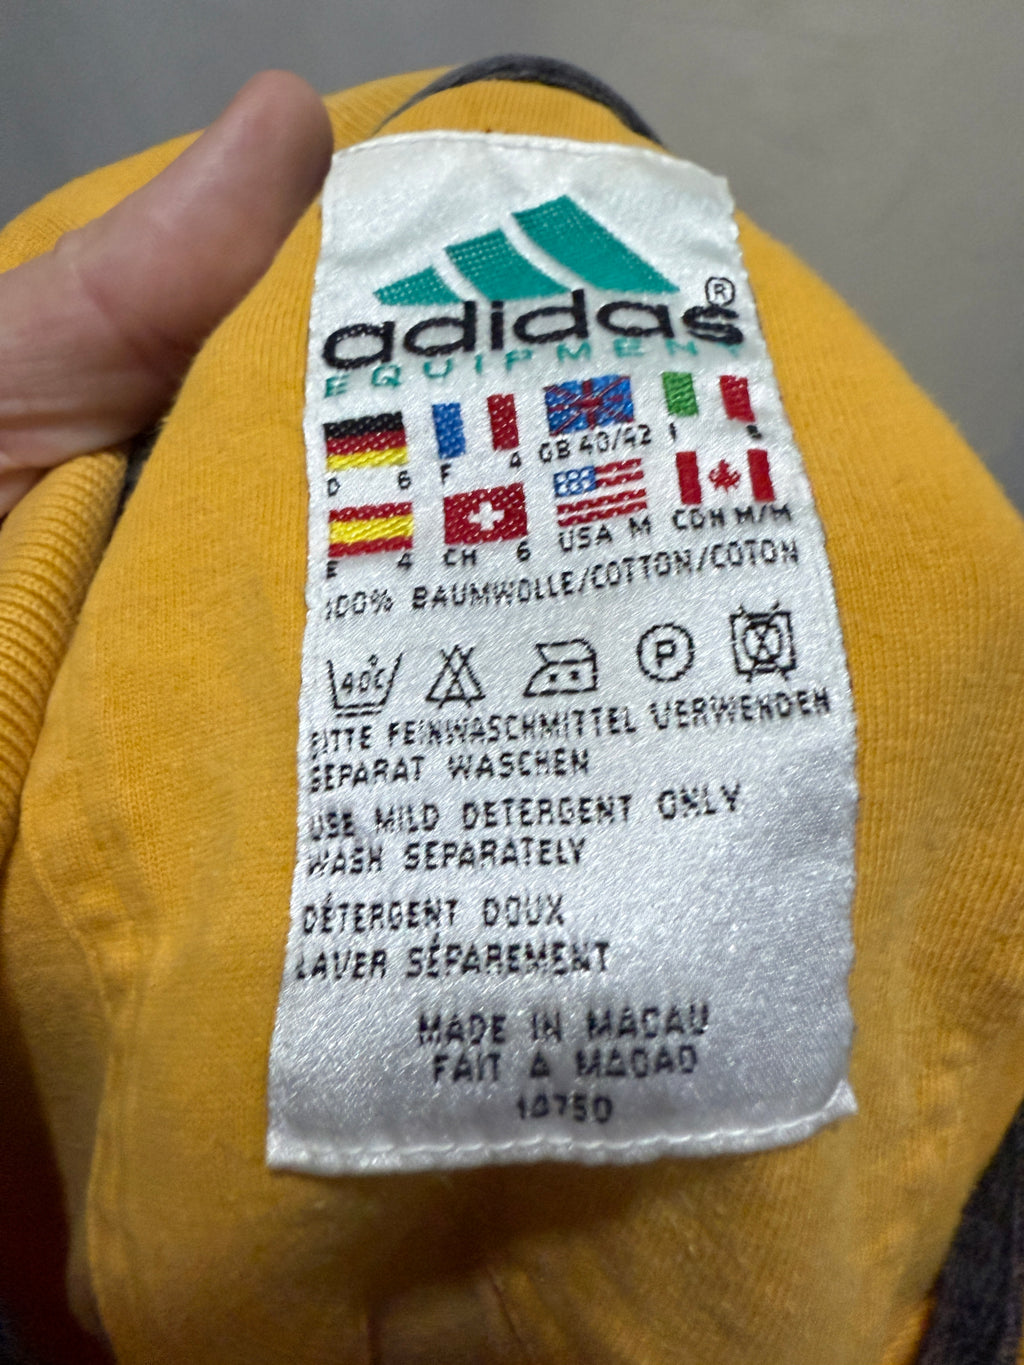 adidas®
EQUIPMENT
D 6 F 4 GB 40/42 I
E 4 CH 6 USA M CDN M/M
100% BAUMWOLLE/COTTON/COTON
40°C P
BITTE FEINWASCHMITTEL VERWENDEN
SEPARAT WASCHEN
USE MILD DETERGENT ONLY
WASH SEPARATELY
DÉTERGENT DOUX
LAVER SÉPAREMENT
MADE IN MACAU
FAIT A MACAO